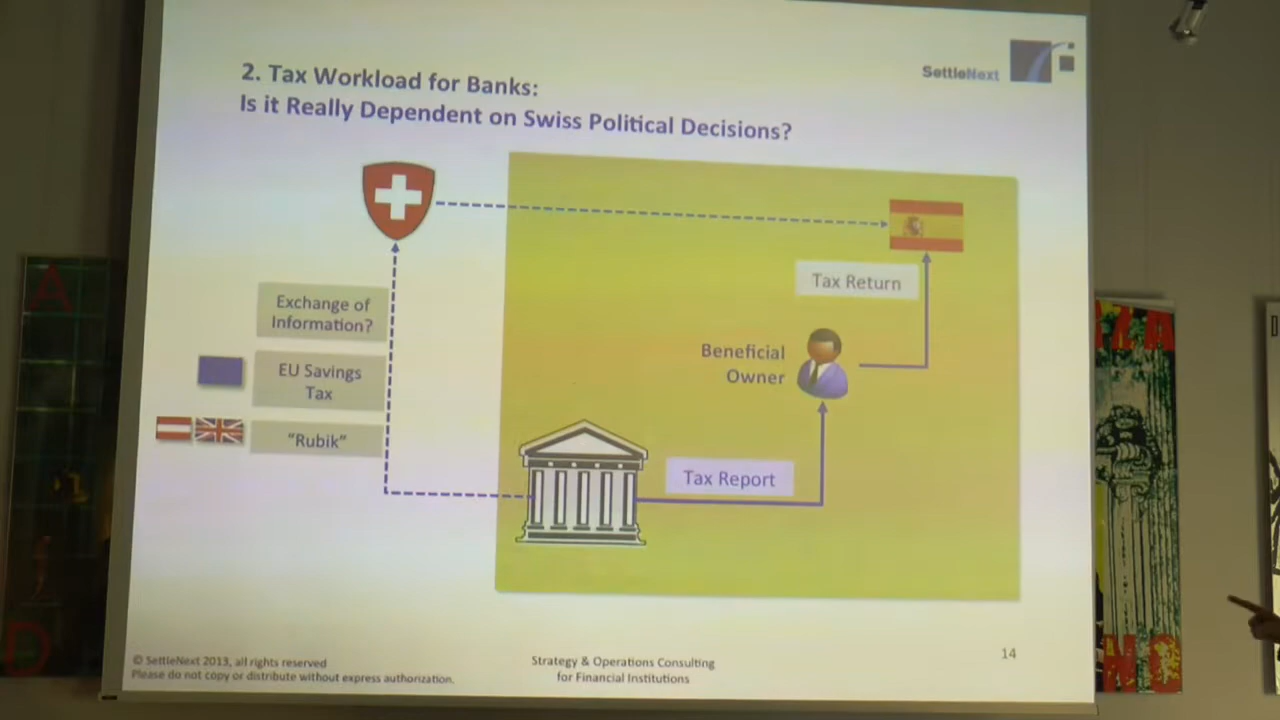 2. Tax Workload for Banks:
Is it Really Dependent on Swiss Political Decisions?
SettleNext
Exchange of
Information?
EU Savings
Tax
"Rubik"
Tax Return
Beneficial
Owner
Tax Report
© SettleNext 2013, all rights reserved
Please do not copy or distribute without express authorization.
Strategy & Operations Consulting
for Financial Institutions
14